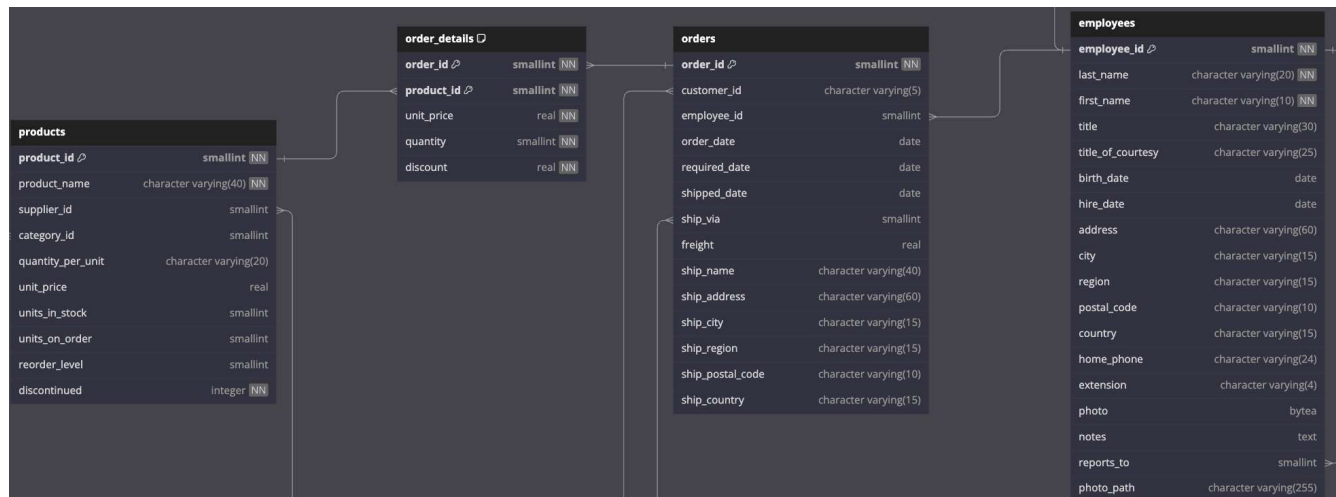 products
product_id smallint NN
product_name character varying(40) NN
supplier_id smallint
category_id smallint
quantity_per_unit character varying(20)
unit_price real
units_in_stock smallint
units_on_order smallint
reorder_level smallint
discontinued integer NN
order_details
order_id smallint NN
product_id smallint NN
unit_price real NN
quantity smallint NN
discount real NN
orders
order_id smallint NN
customer_id character varying(5)
employee_id smallint
order_date date
required_date date
shipped_date date
ship_via smallint
freight real
ship_name character varying(40)
ship_address character varying(60)
ship_city character varying(15)
ship_region character varying(15)
ship_postal_code character varying(10)
ship_country character varying(15)
employees
employee_id smallint NN
last_name character varying(20) NN
first_name character varying(10) NN
title character varying(30)
title_of_courtesy character varying(25)
birth_date date
hire_date date
address character varying(60)
city character varying(15)
region character varying(15)
postal_code character varying(10)
country character varying(15)
home_phone character varying(24)
extension character varying(4)
photo bytea
notes text
reports_to smallint
photo_path character varying(255)